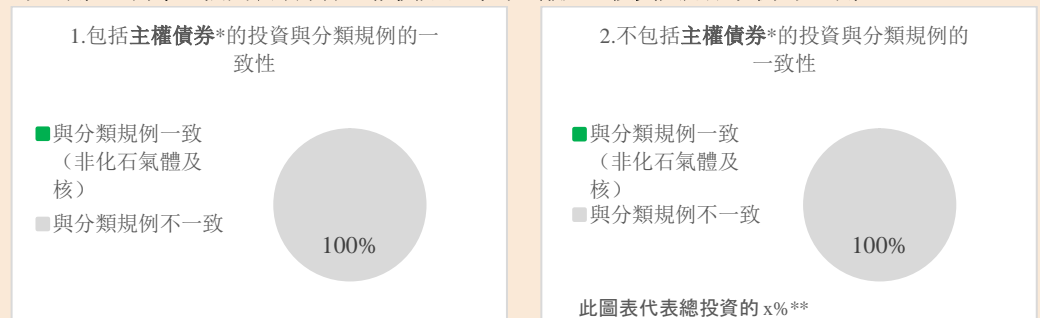 1.包括主權債券*的投資與分類規例的一
致性
與分類規例一致
（非化石氣體及
核）
與分類規例不一致
100%
2.不包括主權債券*的投資與分類規例的
一致性
與分類規例一致
（非化石氣體及
核）
與分類規例不一致
100%
此圖表代表總投資的 x%**